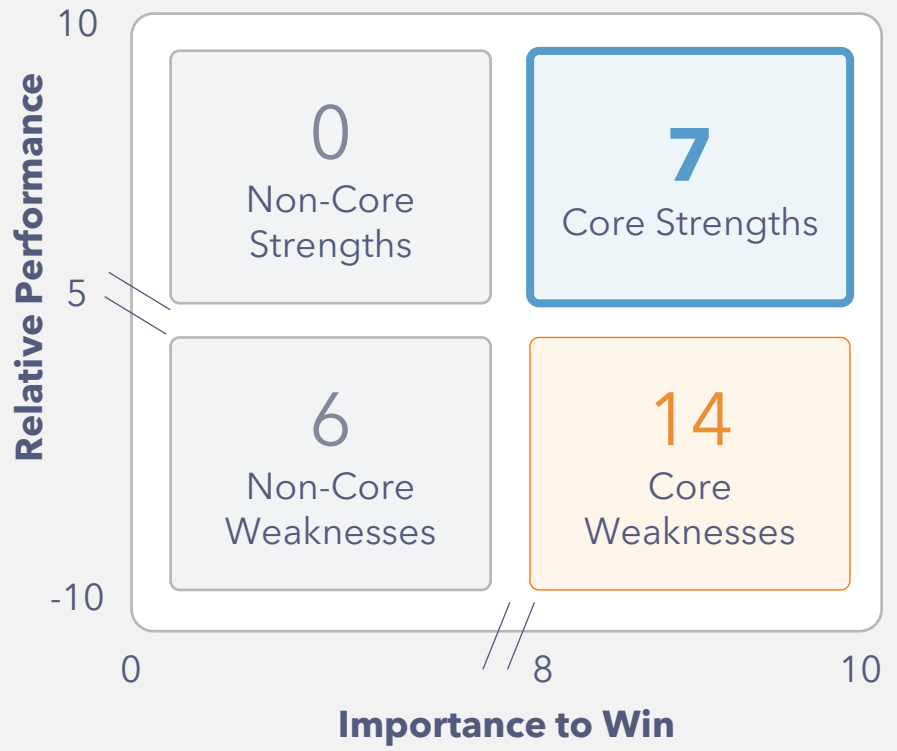 10
Relative Performance
0
Non-Core
Strengths
7
Core Strengths
5
6
Non-Core
Weaknesses
14
Core
Weaknesses
-10
0
8
10
Importance to Win